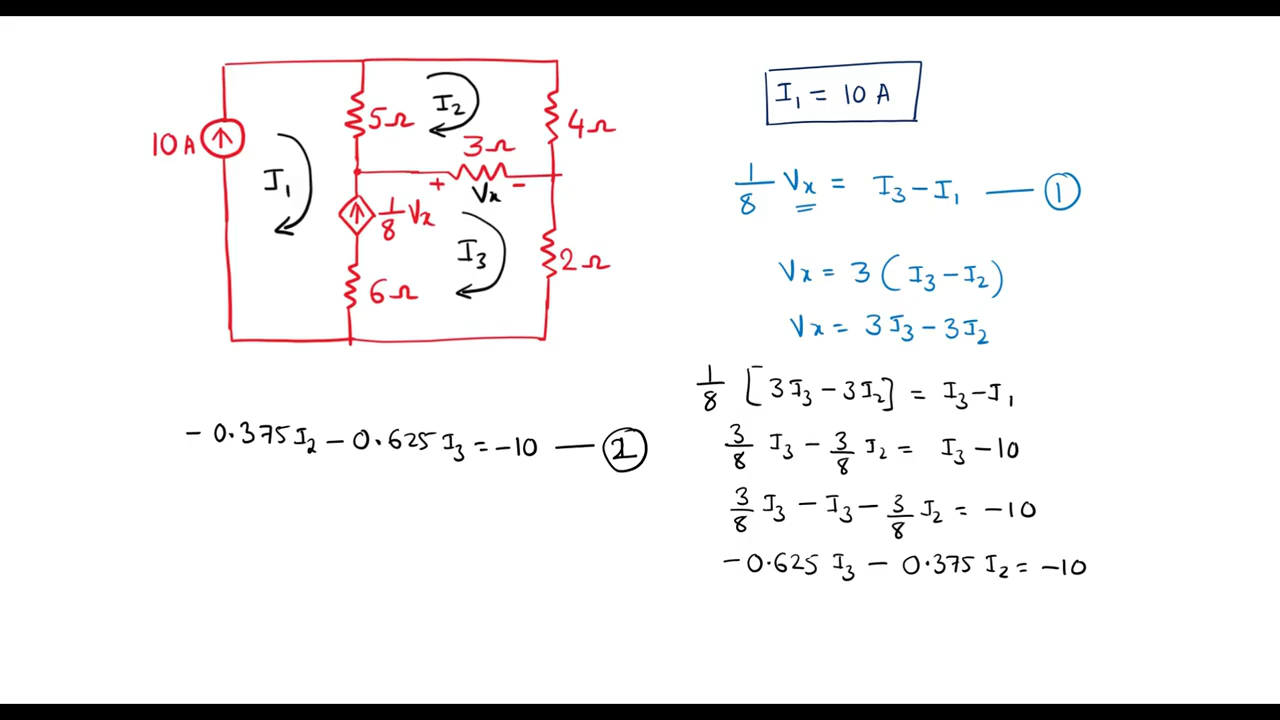 10A
5Ω
I₂
4Ω
3Ω
I₁
+ Vx -
1/8 Vx
I₃
2Ω
6Ω
- 0.375 I₂ - 0.625 I₃ = -10 — ②
I₁ = 10 A
1/8 Vx = I₃ - I₁ — ①
Vx = 3 ( I₃ - I₂ )
Vx = 3I₃ - 3I₂
1/8 [ 3I₃ - 3I₂ ] = I₃ - I₁
3/8 I₃ - 3/8 I₂ = I₃ - 10
3/8 I₃ - I₃ - 3/8 I₂ = -10
- 0.625 I₃ - 0.375 I₂ = -10